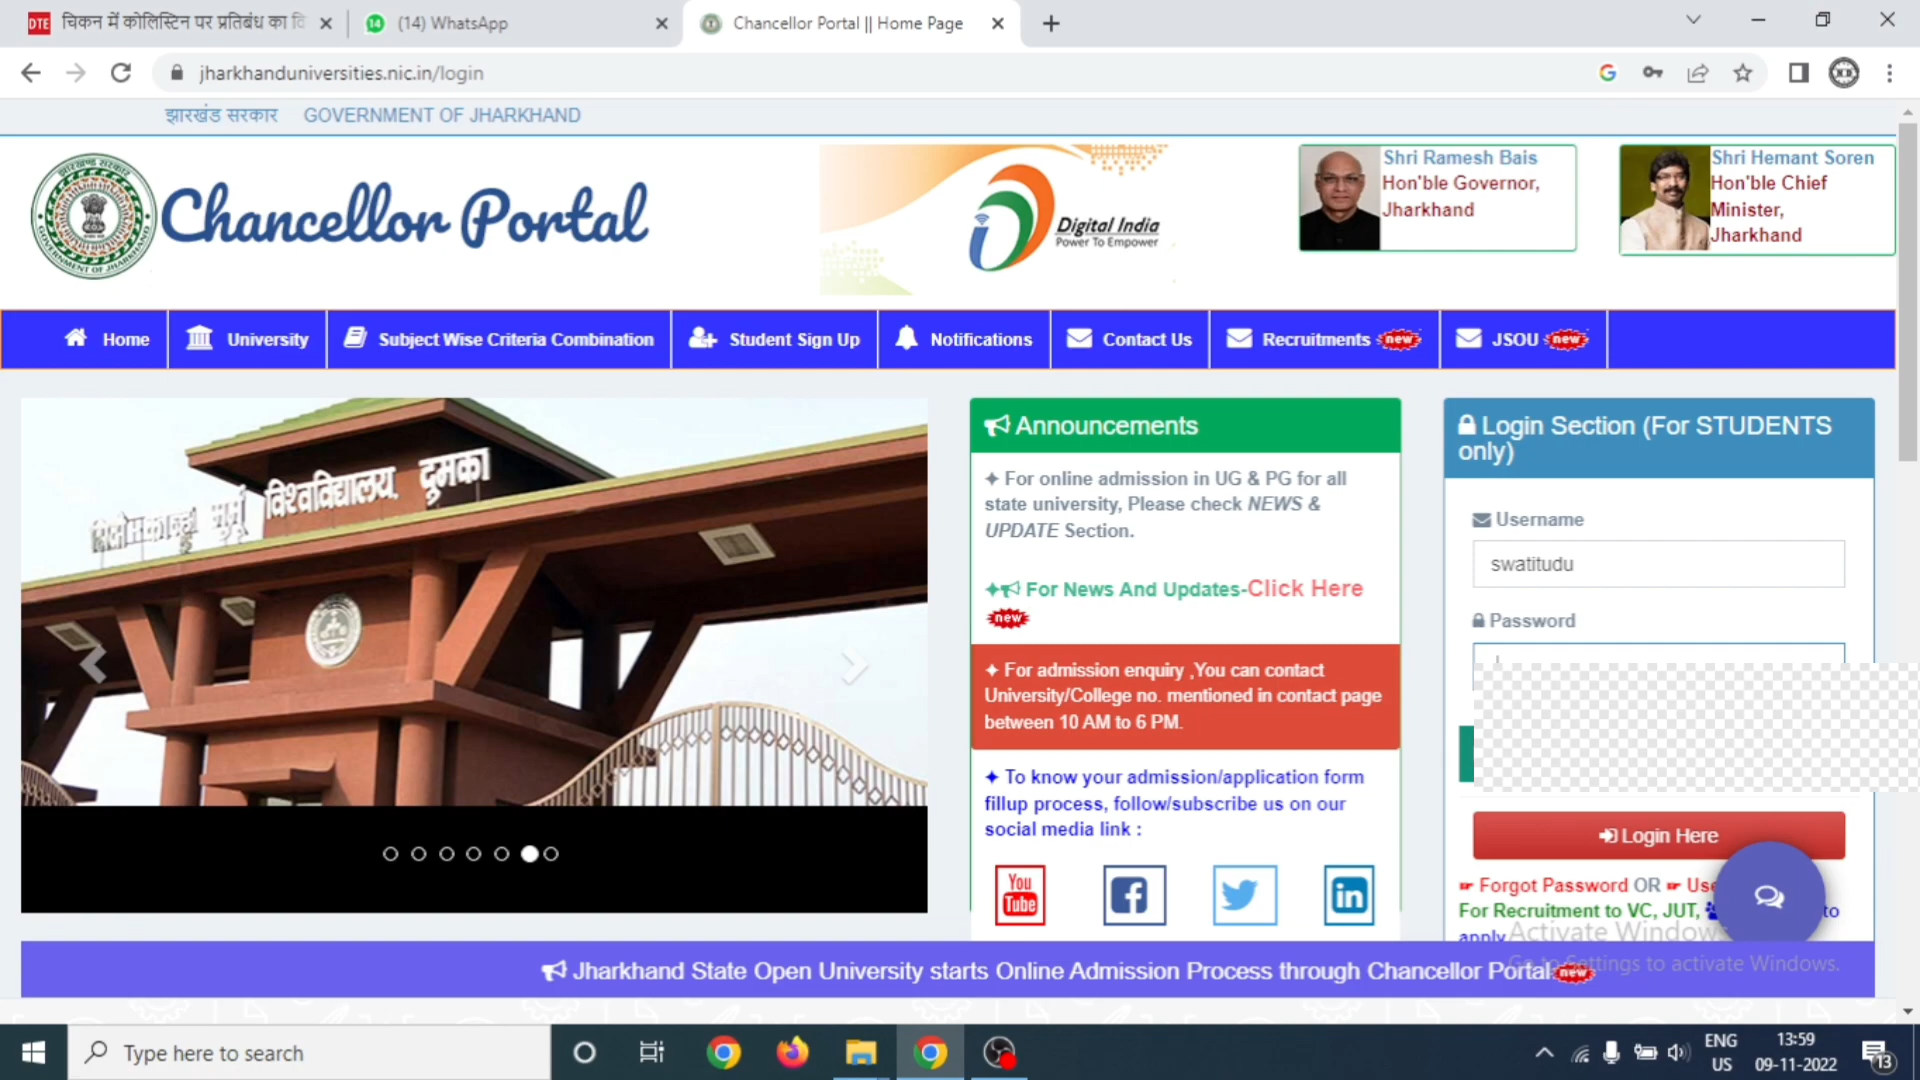 चिकन में कोलिस्टिन पर प्रतिबंध का वि
(14) WhatsApp
Chancellor Portal || Home Page
jharkhanduniversities.nic.in/login
झारखंड सरकार GOVERNMENT OF JHARKHAND
Chancellor Portal
Digital India
Power To Empower
Shri Ramesh Bais
Hon'ble Governor,
Jharkhand
Shri Hemant Soren
Hon'ble Chief
Minister,
Jharkhand
Home
University
Subject Wise Criteria Combination
Student Sign Up
Notifications
Contact Us
Recruitments new
JSOU new
विश्वविद्यालय, दुमका
Announcements
✦ For online admission in UG & PG for all
state university, Please check NEWS &
UPDATE Section.
✦ For News And Updates-Click Here
new
✦ For admission enquiry ,You can contact
University/College no. mentioned in contact page
between 10 AM to 6 PM.
✦ To know your admission/application form
fillup process, follow/subscribe us on our
social media link :
You
Tube
in
Login Section (For STUDENTS
only)
Username
swatitudu
Password
Login Here
Forgot Password OR
For Recruitment to VC, JUT, to
apply
Activate Windows
Go to Settings to activate Windows.
Jharkhand State Open University starts Online Admission Process through Chancellor Portal new
Type here to search
ENG
US
13:59
09-11-2022
13